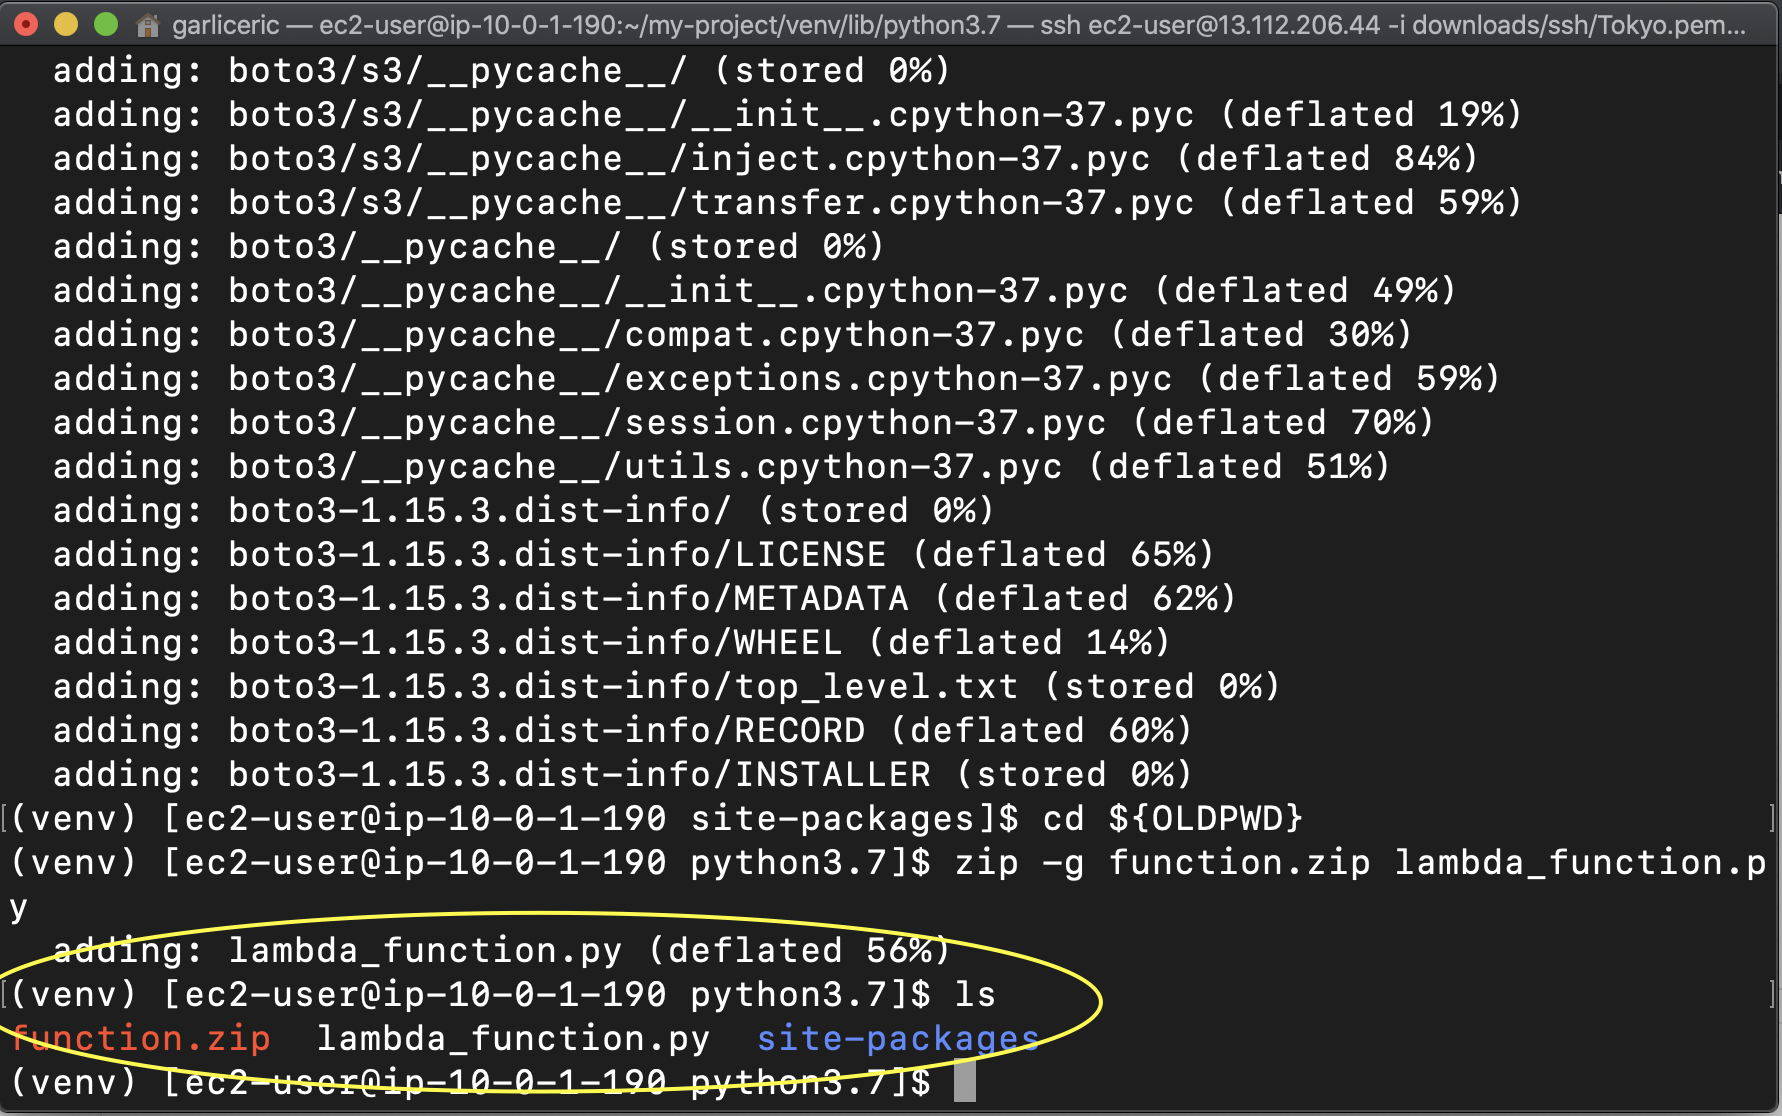 garliceric — ec2-user@ip-10-0-1-190:~/my-project/venv/lib/python3.7 — ssh ec2-user@13.112.206.44 -i downloads/ssh/Tokyo.pem...
adding: boto3/s3/__pycache__/ (stored 0%)
adding: boto3/s3/__pycache__/__init__.cpython-37.pyc (deflated 19%)
adding: boto3/s3/__pycache__/inject.cpython-37.pyc (deflated 84%)
adding: boto3/s3/__pycache__/transfer.cpython-37.pyc (deflated 59%)
adding: boto3/__pycache__/ (stored 0%)
adding: boto3/__pycache__/__init__.cpython-37.pyc (deflated 49%)
adding: boto3/__pycache__/compat.cpython-37.pyc (deflated 30%)
adding: boto3/__pycache__/exceptions.cpython-37.pyc (deflated 59%)
adding: boto3/__pycache__/session.cpython-37.pyc (deflated 70%)
adding: boto3/__pycache__/utils.cpython-37.pyc (deflated 51%)
adding: boto3-1.15.3.dist-info/ (stored 0%)
adding: boto3-1.15.3.dist-info/LICENSE (deflated 65%)
adding: boto3-1.15.3.dist-info/METADATA (deflated 62%)
adding: boto3-1.15.3.dist-info/WHEEL (deflated 14%)
adding: boto3-1.15.3.dist-info/top_level.txt (stored 0%)
adding: boto3-1.15.3.dist-info/RECORD (deflated 60%)
adding: boto3-1.15.3.dist-info/INSTALLER (stored 0%)
[(venv) [ec2-user@ip-10-0-1-190 site-packages]$ cd ${OLDPWD} ]
(venv) [ec2-user@ip-10-0-1-190 python3.7]$ zip -g function.zip lambda_function.p
y
adding: lambda_function.py (deflated 56%)
[(venv) [ec2-user@ip-10-0-1-190 python3.7]$ ls ]
function.zip lambda_function.py site-packages
(venv) [ec2-user@ip-10-0-1-190 python3.7]$